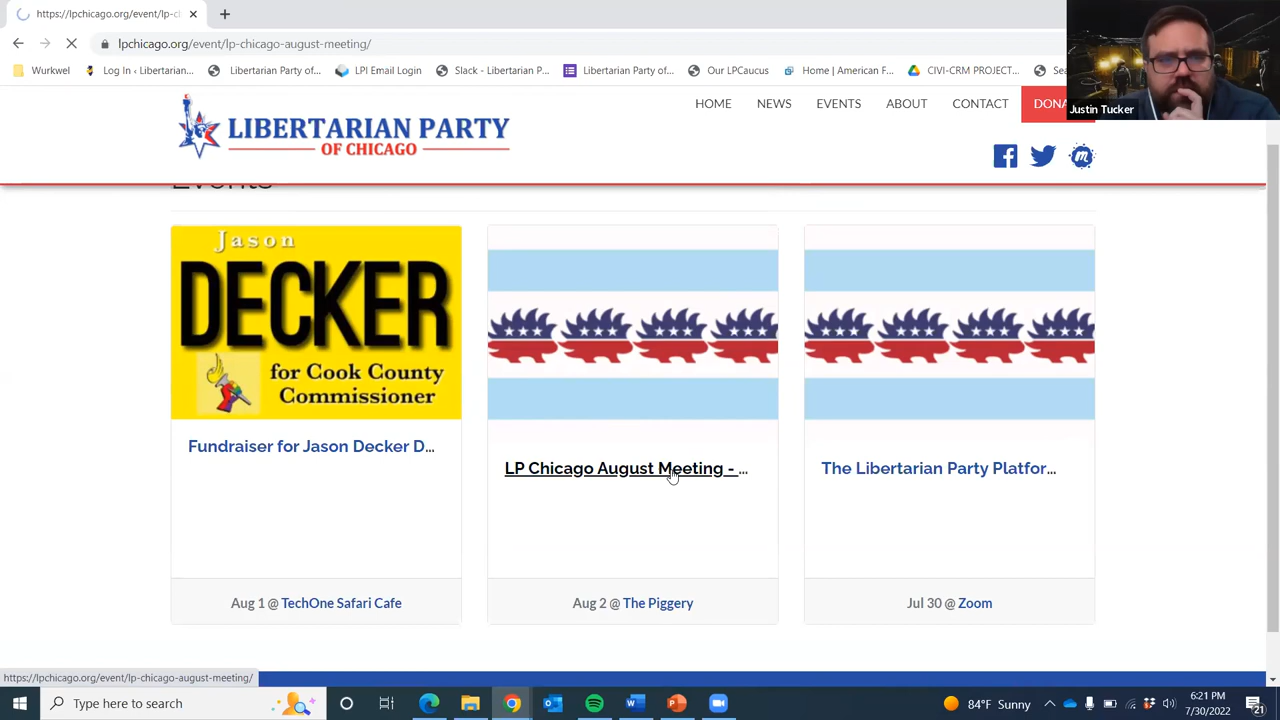 https://lpchicago.org/event/lp-c
lpchicago.org/event/lp-chicago-august-meeting/
Wurkwel
Log In ‹ Libertarian...
Libertarian Party of...
LPI Email Login
Slack - Libertarian P...
Libertarian Party of...
Our LPCaucus
Home | American F...
CIVI-CRM PROJECT...
Justin Tucker
HOME
NEWS
EVENTS
ABOUT
CONTACT
LIBERTARIAN PARTY
OF CHICAGO
Events
Jason
DECKER
for Cook County
Commissioner
Fundraiser for Jason Decker D...
LP Chicago August Meeting - ...
The Libertarian Party Platfor...
Aug 1 @ TechOne Safari Cafe
Aug 2 @ The Piggery
Jul 30 @ Zoom
https://lpchicago.org/event/lp-chicago-august-meeting/
Type here to search
84°F Sunny
6:21 PM
7/30/2022
21